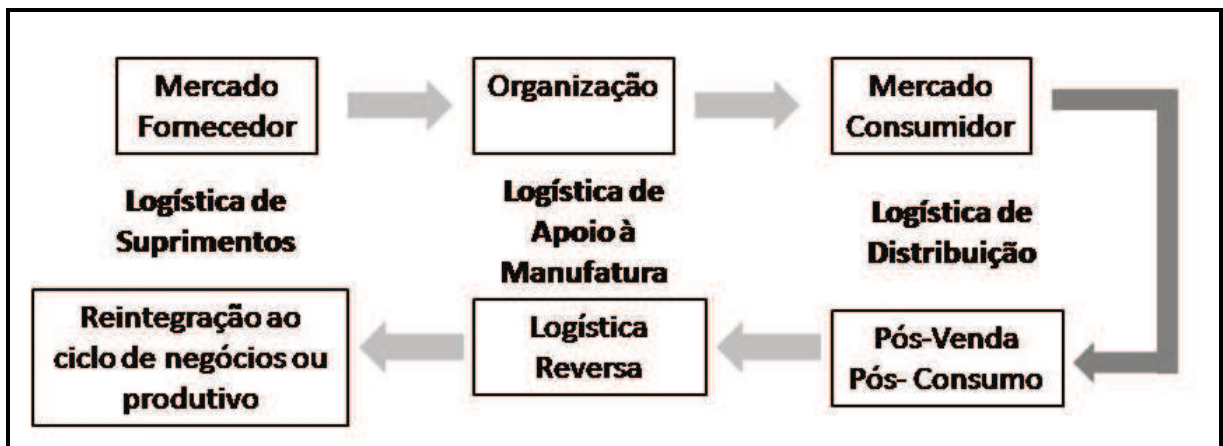 Mercado
Fornecedor
Organização
Mercado
Consumidor
Logística de
Suprimentos
Logística de
Apoio à
Manufatura
Logística de
Distribuição
Reintegração ao
ciclo de negócios ou
produtivo
Logística
Reversa
Pós-Venda
Pós- Consumo